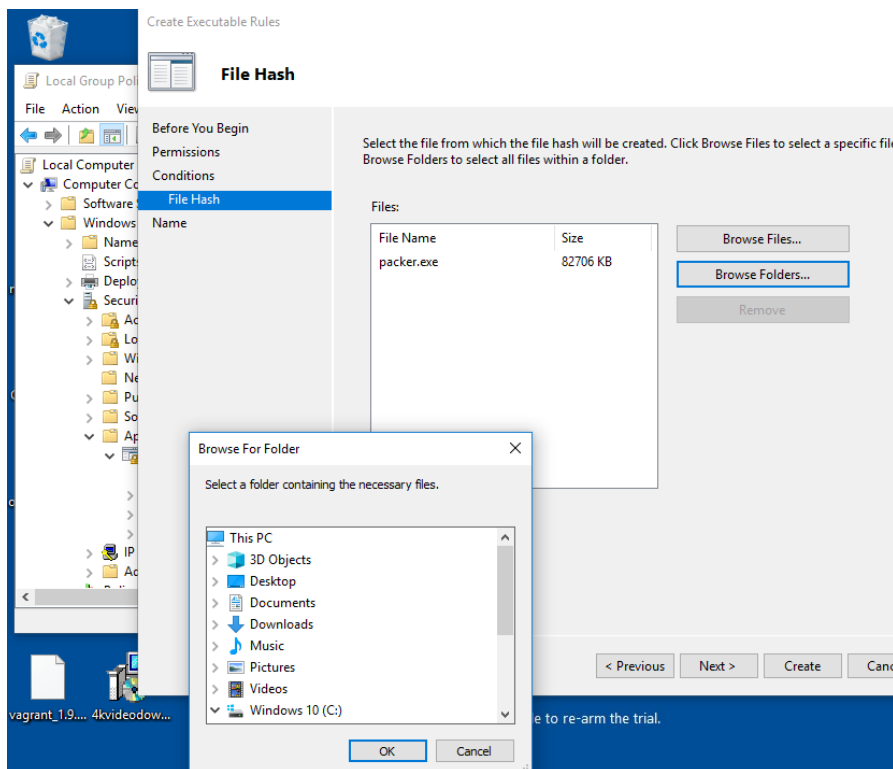 Create Executable Rules
File Hash
Local Group Poli
File Action View
Local Computer
Computer Co
Software
Windows
Name
Scripts
Deplo
Securi
Ac
Lo
Wi
Ne
Pu
So
Ap
IP
Ad
Before You Begin
Permissions
Conditions
File Hash
Name
Select the file from which the file hash will be created. Click Browse Files to select a specific file
Browse Folders to select all files within a folder.
Files:
File Name Size
packer.exe 82706 KB
Browse Files...
Browse Folders...
Remove
Browse For Folder
Select a folder containing the necessary files.
This PC
3D Objects
Desktop
Documents
Downloads
Music
Pictures
Videos
Windows 10 (C:)
OK Cancel
< Previous Next > Create Canc
vagrant_1.9.... 4kvideodow...
le to re-arm the trial.